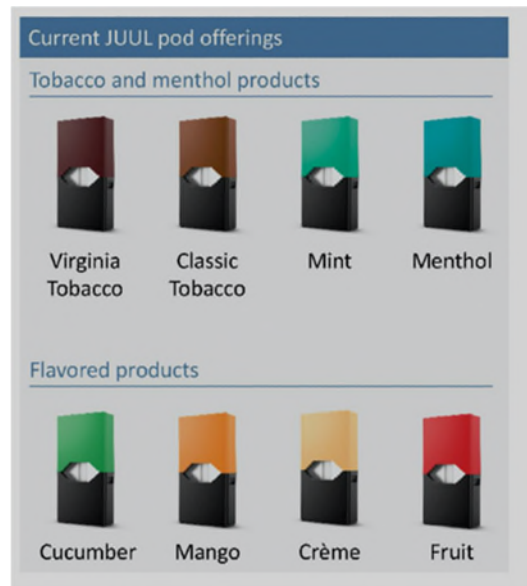 Current JUUL pod offerings
Tobacco and menthol products
Virginia Tobacco
Classic Tobacco
Mint
Menthol
Flavored products
Cucumber
Mango
Crème
Fruit